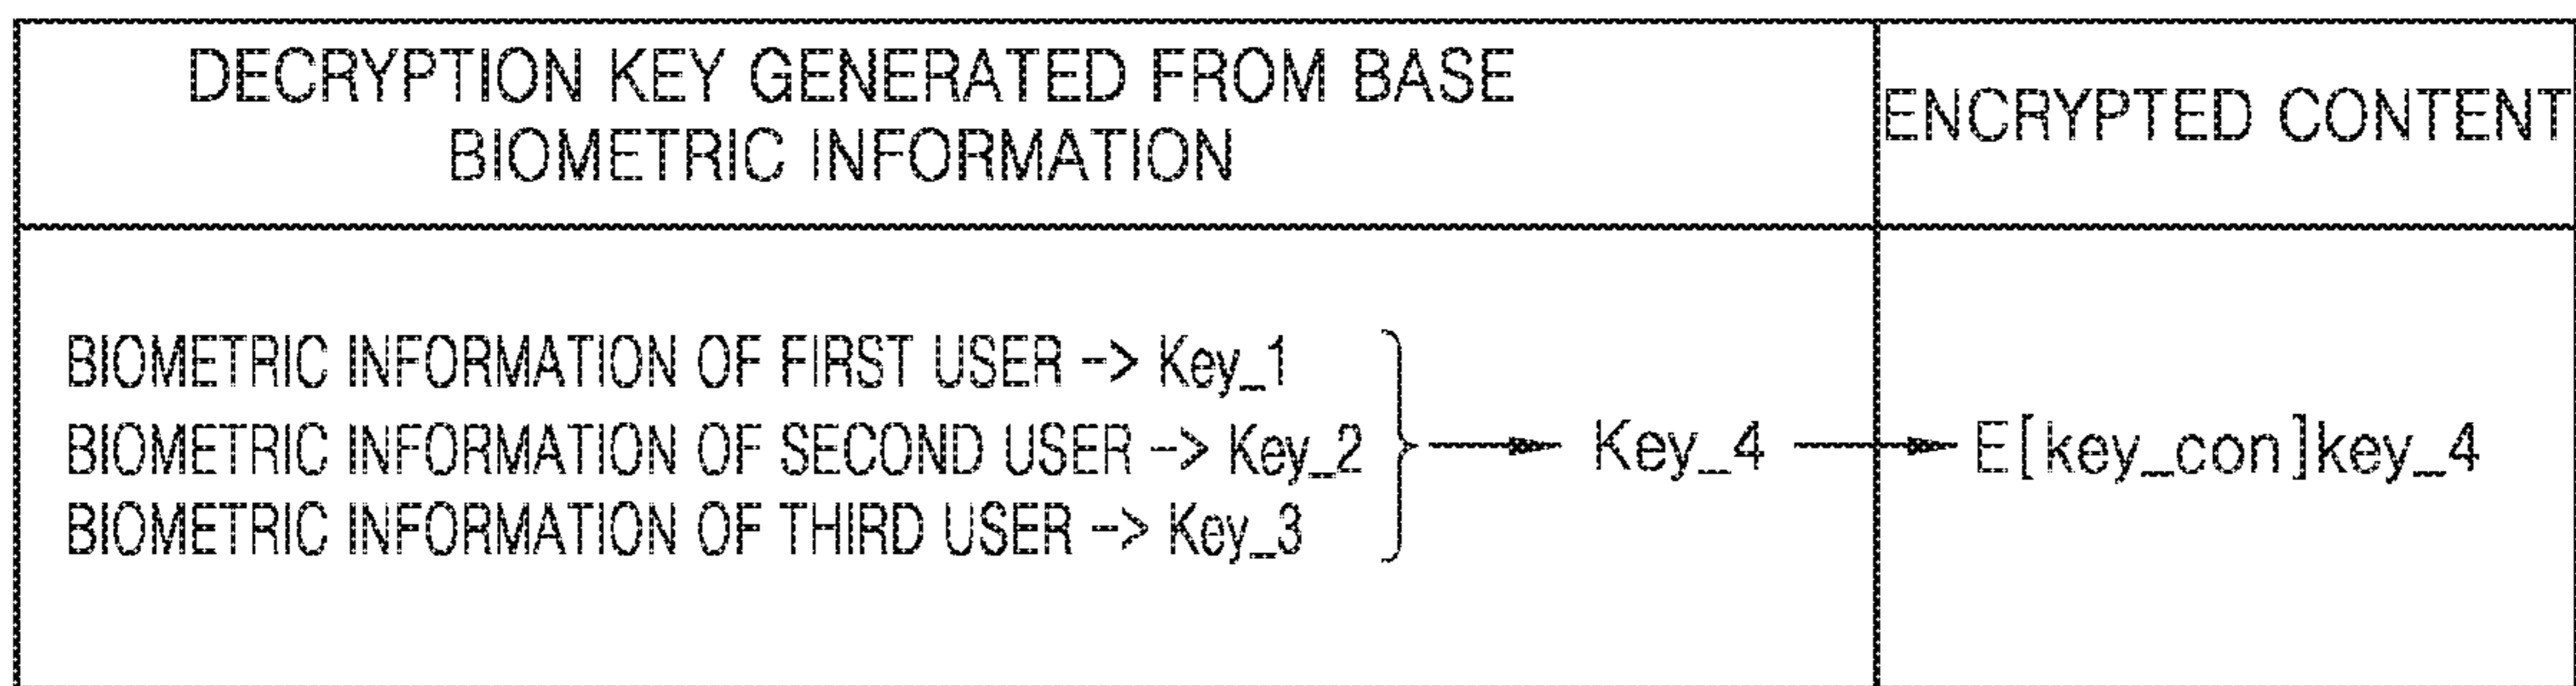 DECRYPTION KEY GENERATED FROM BASE
BIOMETRIC INFORMATION
ENCRYPTED CONTENT
BIOMETRIC INFORMATION OF FIRST USER -> Key_1
BIOMETRIC INFORMATION OF SECOND USER -> Key_2
BIOMETRIC INFORMATION OF THIRD USER -> Key_3
Key_4
E[key_con]key_4